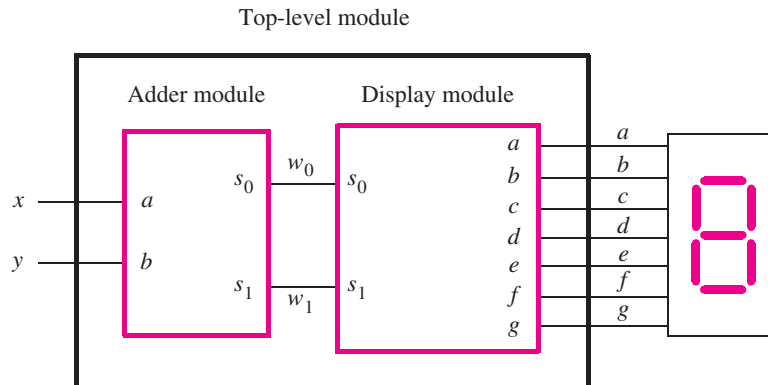 Top-level module
Adder module
Display module
x
y
a
b
s0
s1
w0
w1
s0
s1
a
b
c
d
e
f
g
a
b
c
d
e
f
g